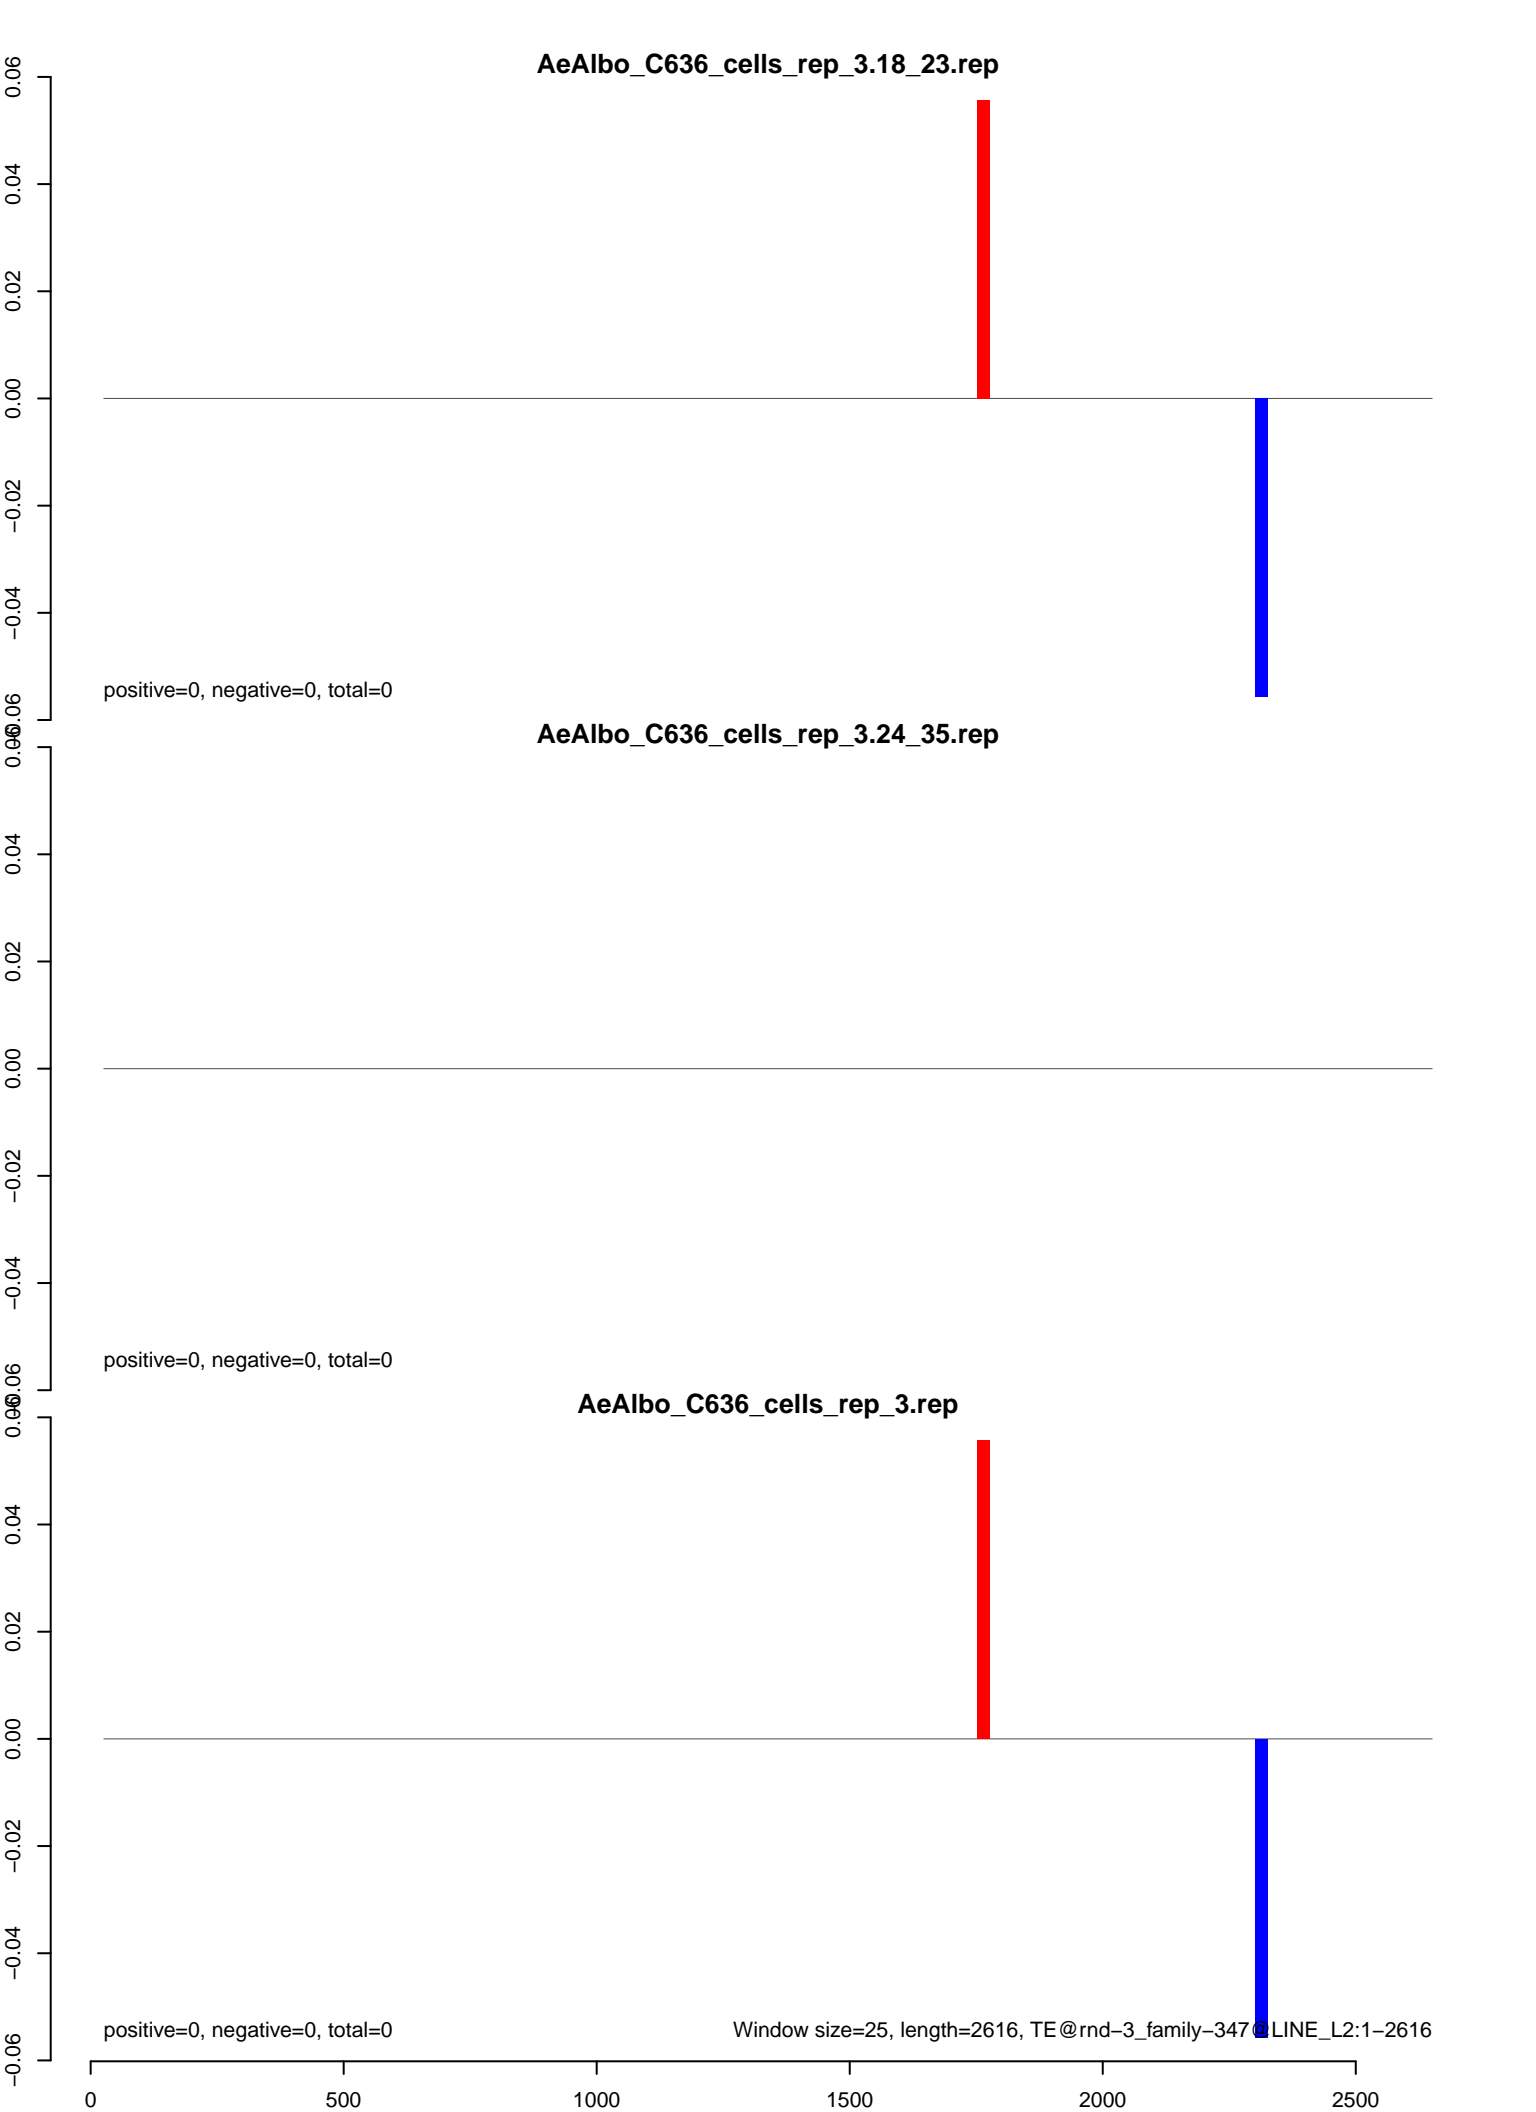 AeAlbo_C636_cells_rep_3.18_23.rep
0.06
0.04
0.02
0.00
−0.02
−0.04
−0.06
positive=0, negative=0, total=0
AeAlbo_C636_cells_rep_3.24_35.rep
0.06
0.04
0.02
0.00
−0.02
−0.04
−0.06
positive=0, negative=0, total=0
AeAlbo_C636_cells_rep_3.rep
0.06
0.04
0.02
0.00
−0.02
−0.04
−0.06
positive=0, negative=0, total=0
Window size=25, length=2616, TE@rnd−3_family−347@LINE_L2:1−2616
0 500 1000 1500 2000 2500